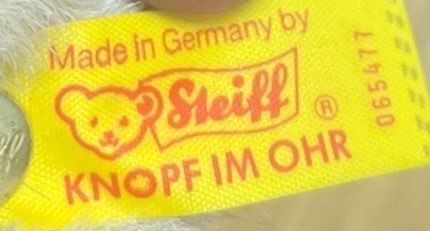 Made in Germany by
Steiff ®
KNOPF IM OHR
065477